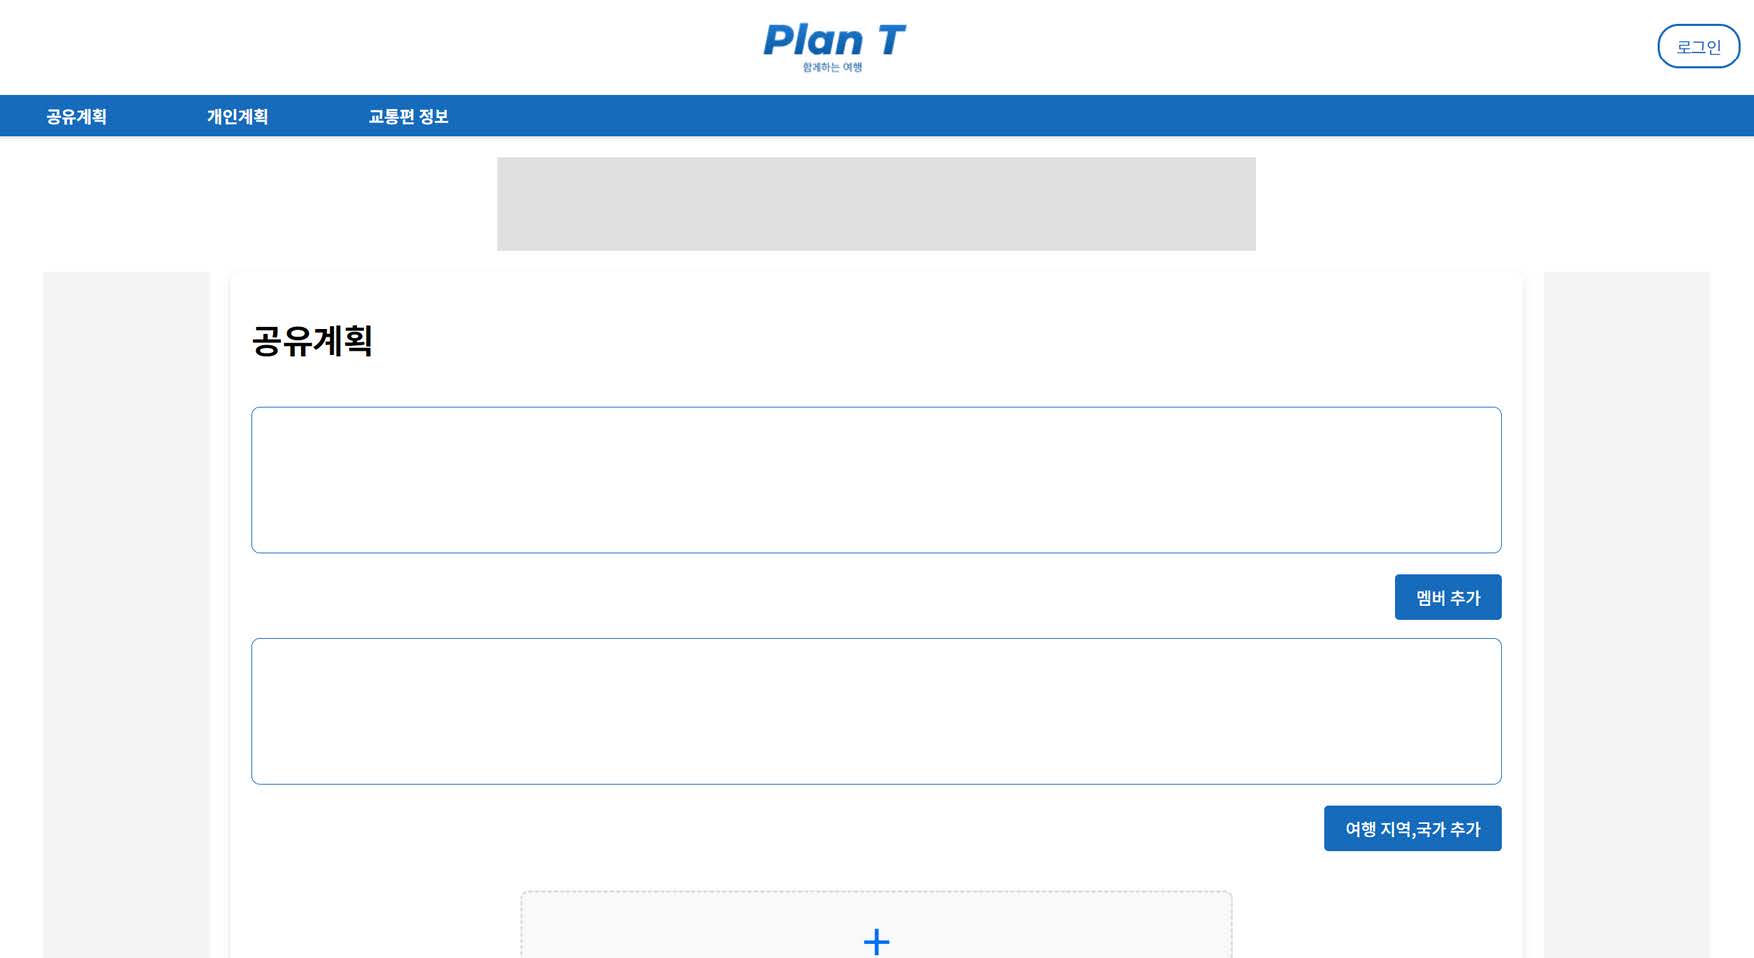 Plan T
함께하는 여행
로그인
공유계획
개인계획
교통편 정보
공유계획
멤버 추가
여행 지역,국가 추가
+